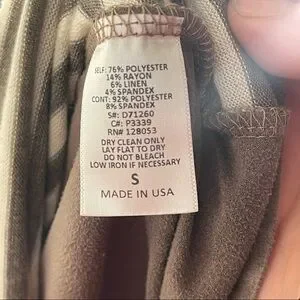 SELF: 76% POLYESTER
14% RAYON
6% LINEN
4% SPANDEX
CONT: 92% POLYESTER
8% SPANDEX
S#: D71260
C#: P3339
RN# 128053
DRY CLEAN ONLY
LAY FLAT TO DRY
DO NOT BLEACH
LOW IRON IF NECESSARY
S
MADE IN USA